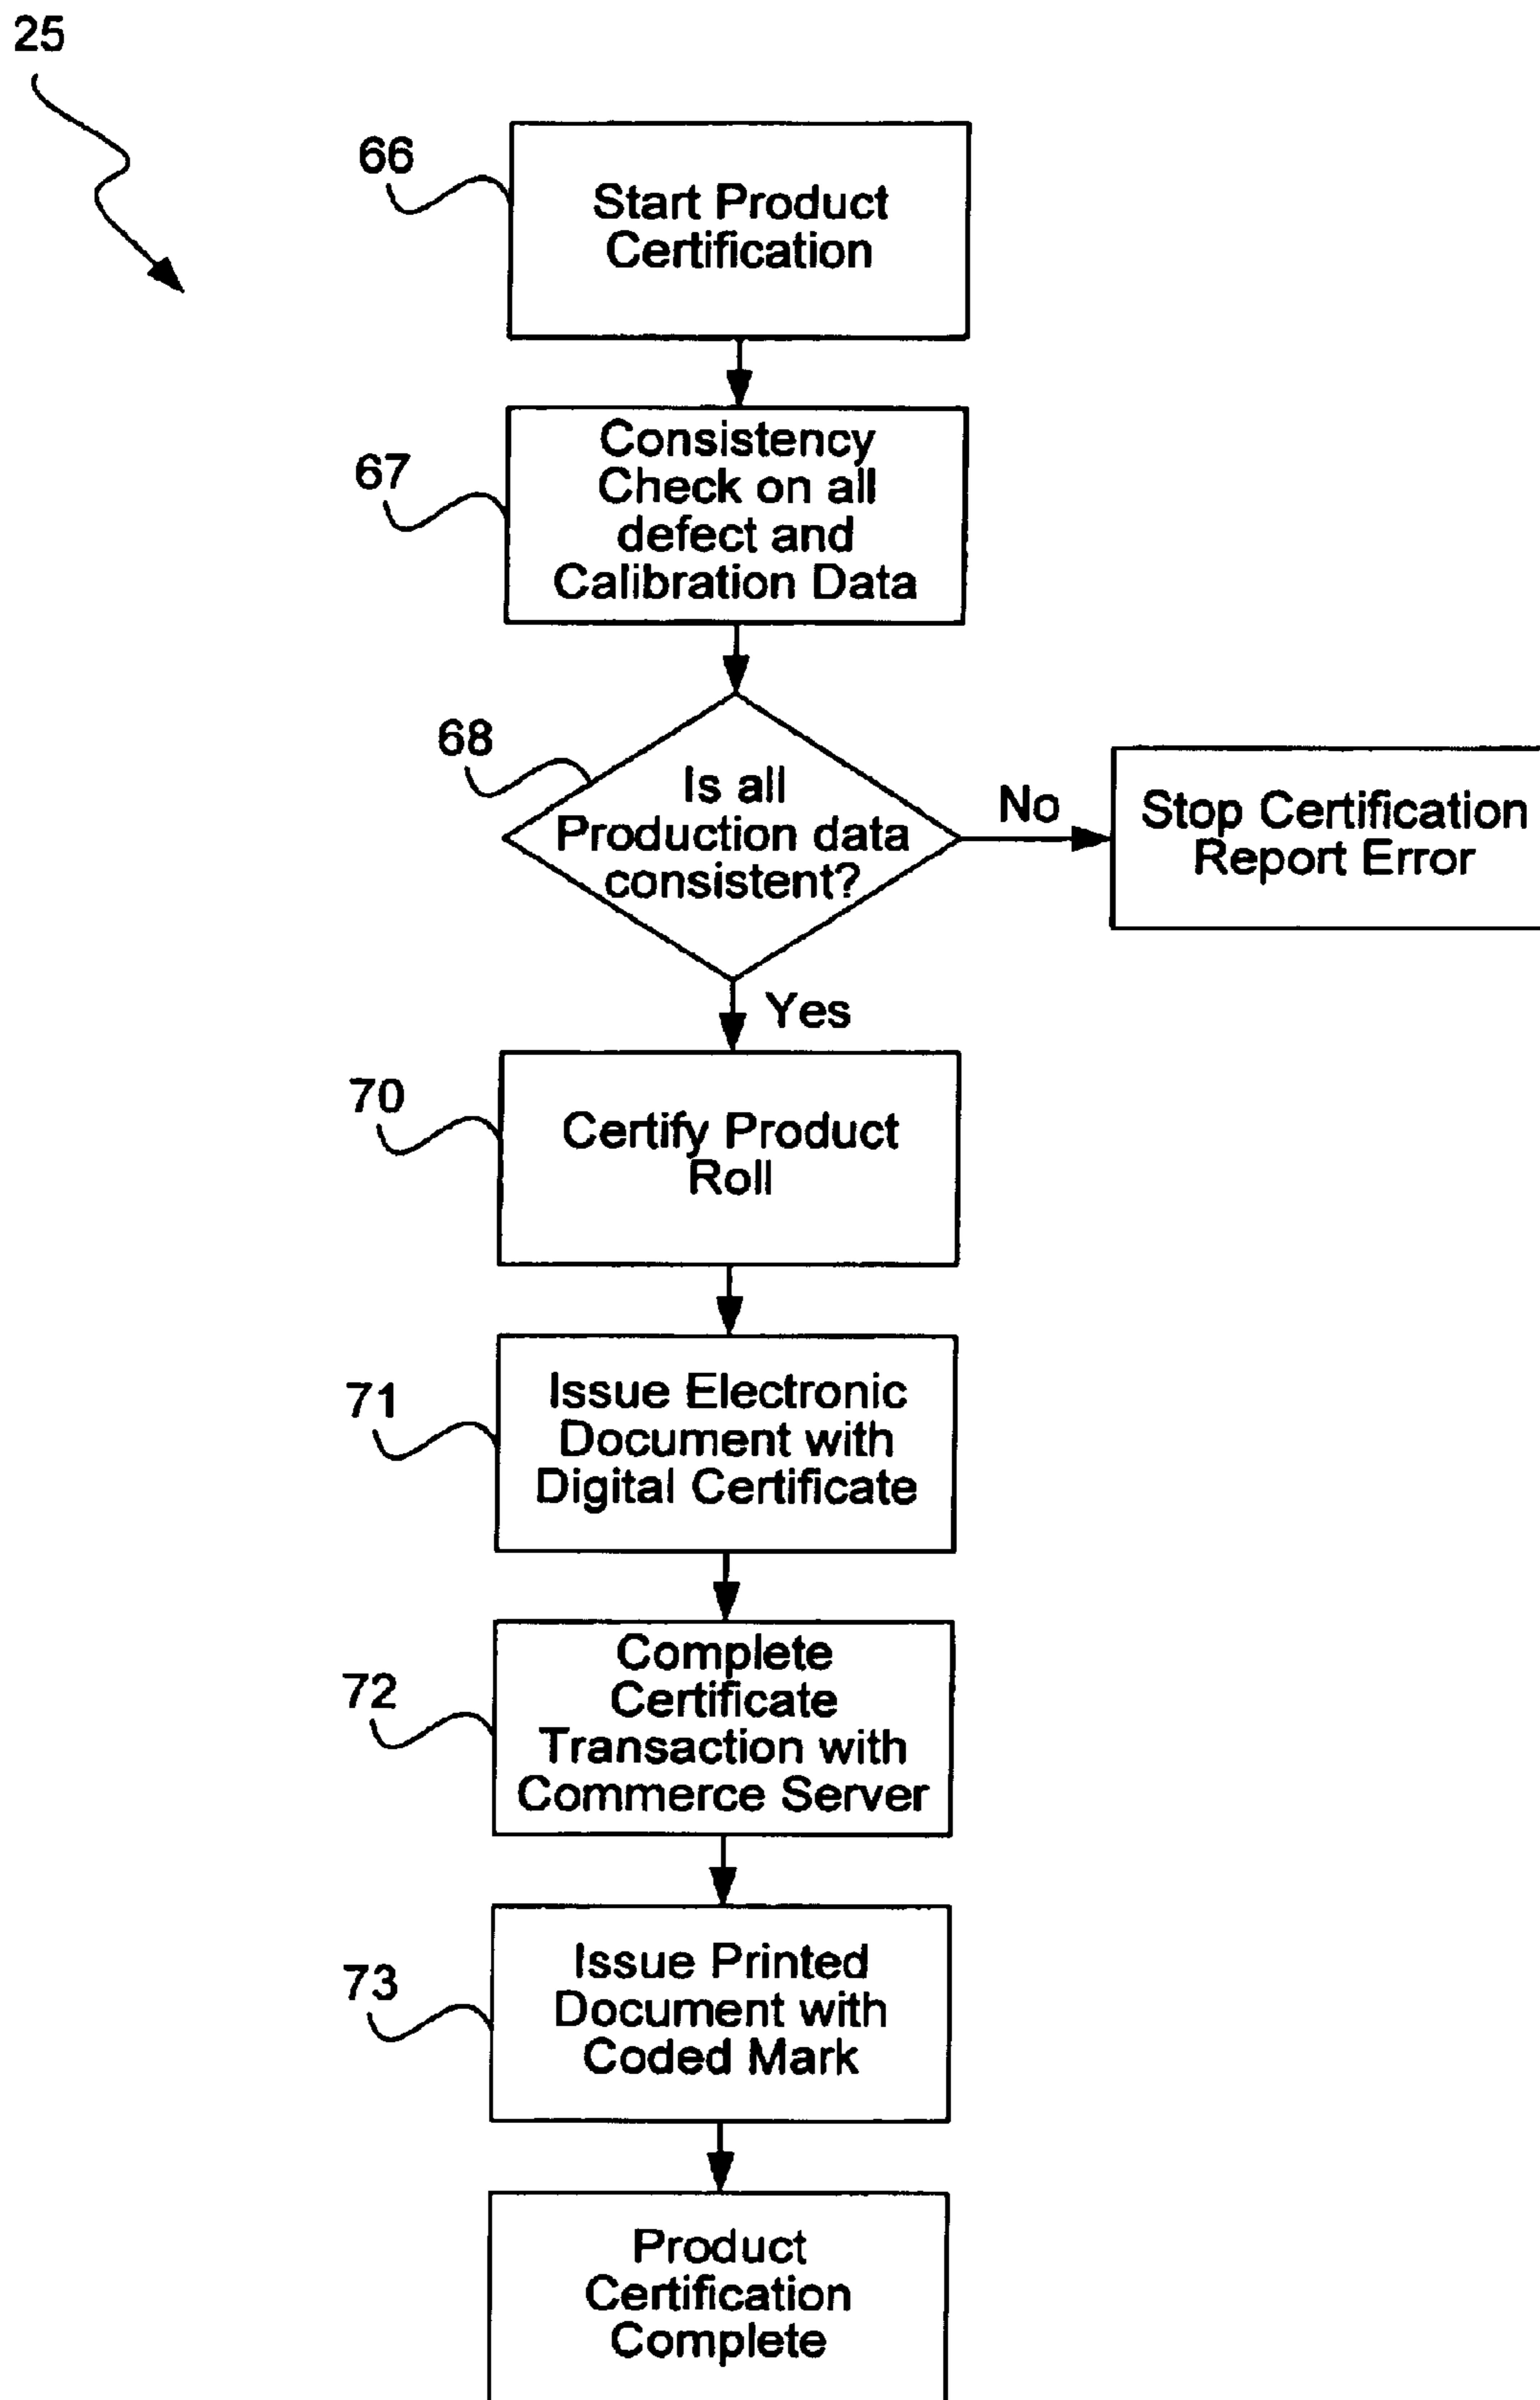 25
66
Start Product
Certification
67
Consistency
Check on all
defect and
Calibration Data
68
Is all
Production data
consistent?
No
Stop Certification
Report Error
Yes
70
Certify Product
Roll
71
Issue Electronic
Document with
Digital Certificate
72
Complete
Certificate
Transaction with
Commerce Server
73
Issue Printed
Document with
Coded Mark
Product
Certification
Complete